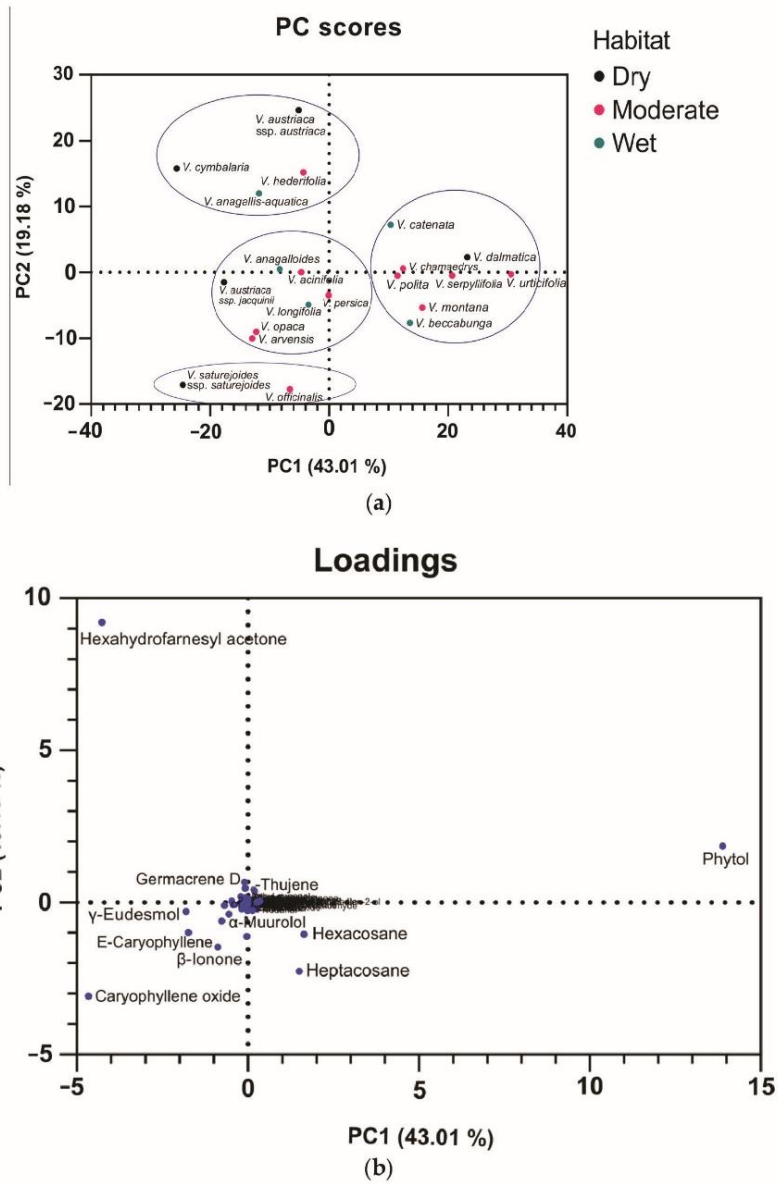 PC scores
Habitat
Dry
Moderate
Wet
30
20
10
0
−10
−20
PC2 (19.18 %)
V. austriaca
ssp. austriaca
V. cymbalaria
V. hederifolia
V. anagellis-aquatica
V. catenata
V. anagalloides
V. chamaedrys
V. dalmatica
V. acinifolia
V. polita
V. serpyllifolia
V. urticifolia
V. austriaca
ssp. jacquinii
V. persica
V. longifolia
V. montana
V. opaca
V. beccabunga
V. arvensis
V. saturejoides
ssp. saturejoides
V. officinalis
−40
−20
0
20
40
PC1 (43.01 %)
(a)
Loadings
10
5
0
−5
Hexahydrofarnesyl acetone
Phytol
Germacrene D
-Thujene
γ-Eudesmol
α-Muurolol
Hexacosane
E-Caryophyllene
β-Ionone
Heptacosane
Caryophyllene oxide
−5
0
5
10
15
PC1 (43.01 %)
(b)